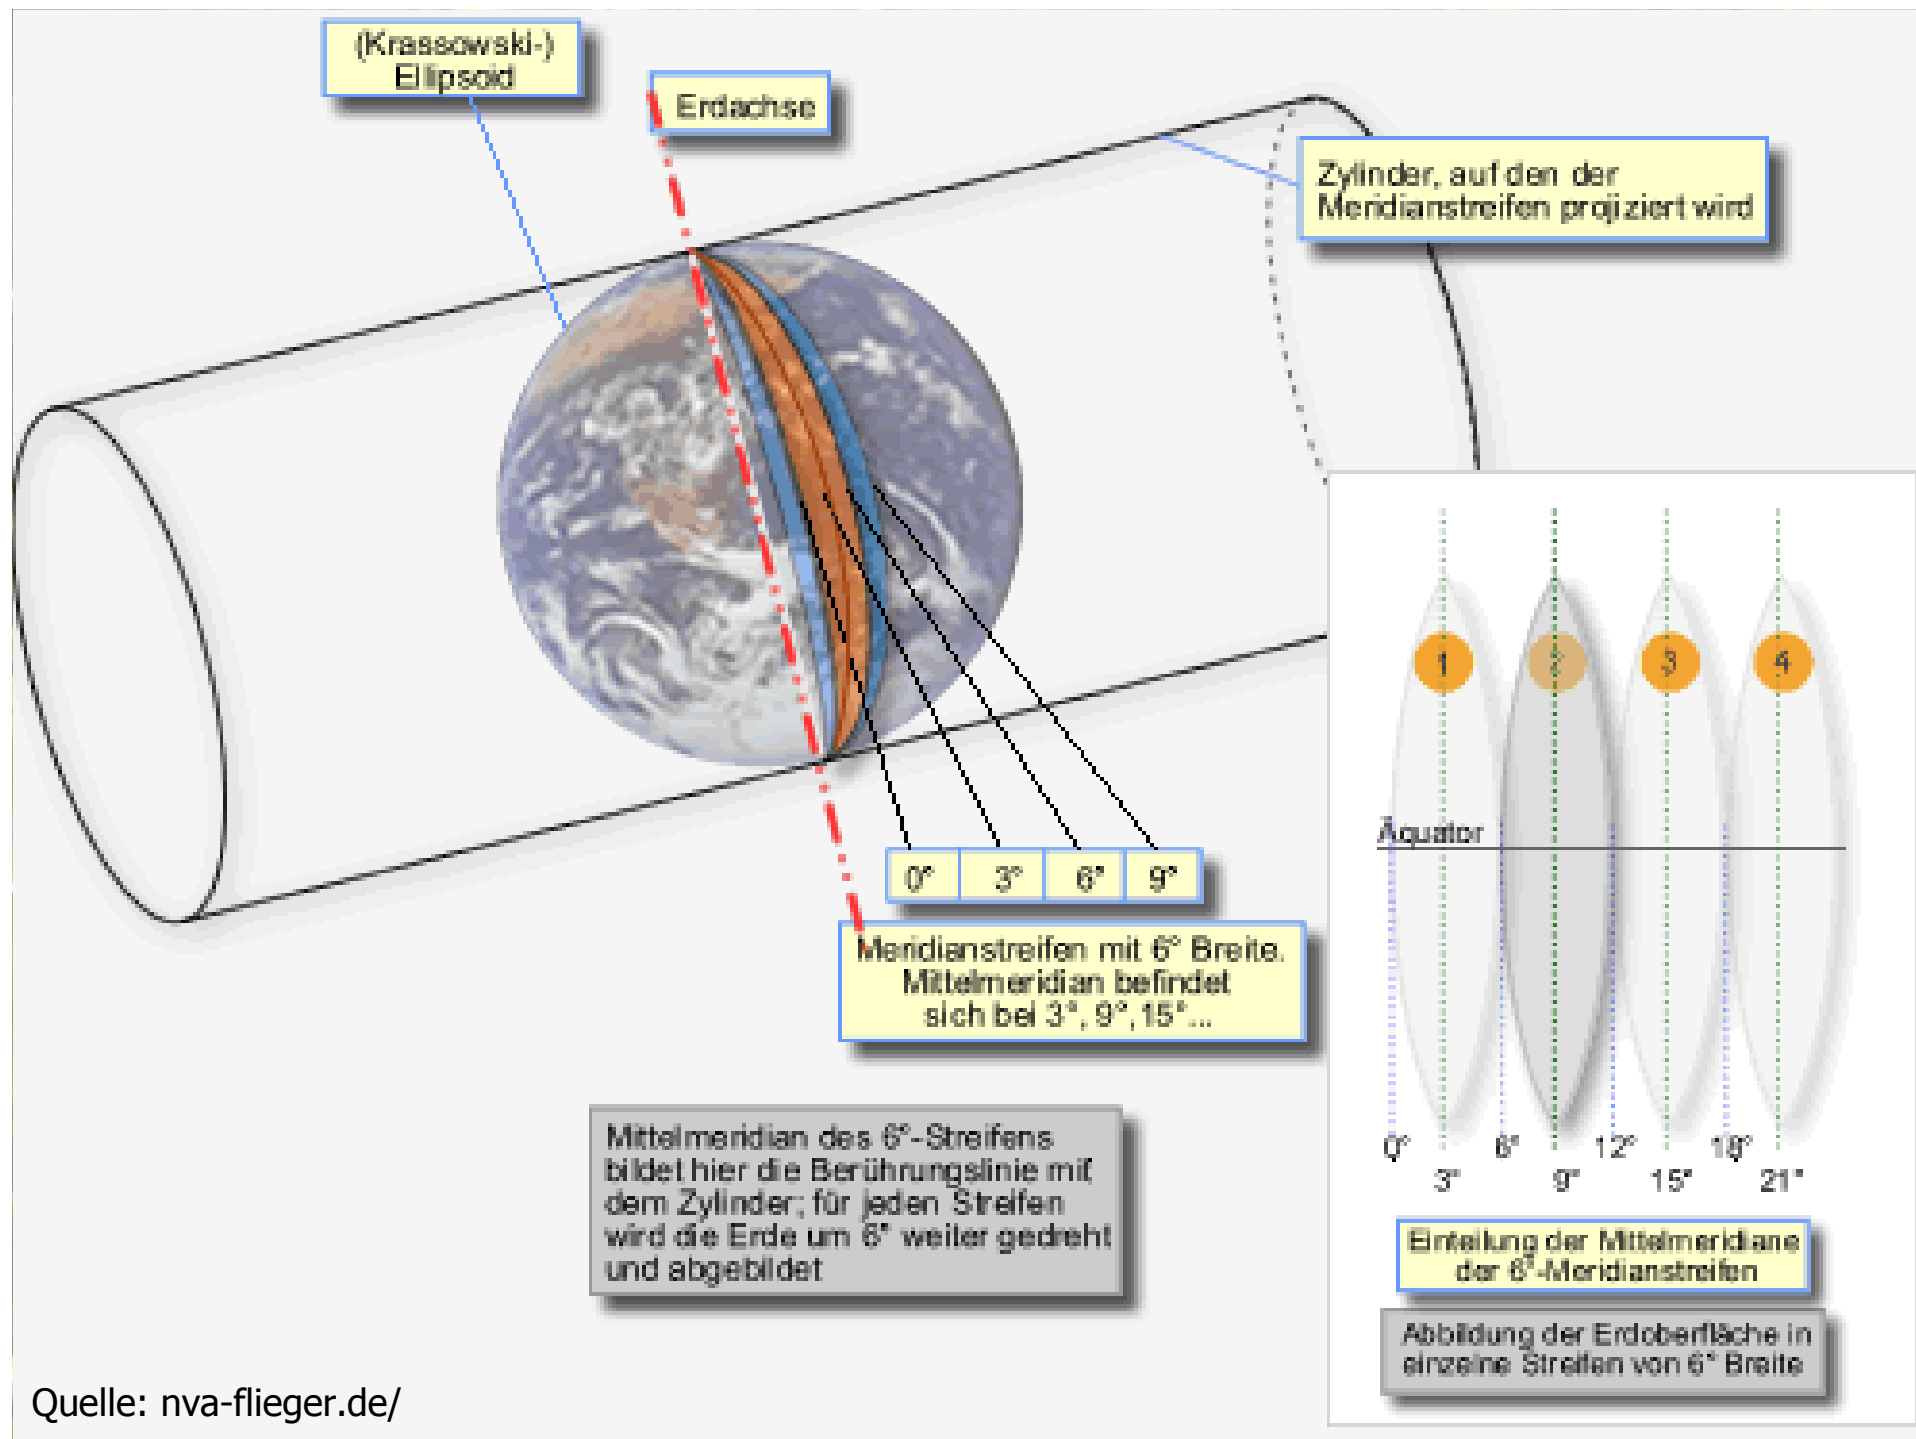 (Krassowski-)
Ellipsoid
Erdachse
Zylinder, auf den der
Meridianstreifen projiziert wird
0° 3° 6° 9°
Meridianstreifen mit 6° Breite.
Mittelmeridian befindet
sich bei 3°, 9°, 15°...
Mittelmeridian des 6°-Streifens
bildet hier die Berührungslinie mit
dem Zylinder; für jeden Streifen
wird die Erde um 6° weiter gedreht
und abgebildet
1 2 3 4
Äquator
0° 6° 12° 18°
3° 9° 15° 21°
Einteilung der Mittelmeridiane
der 6°-Meridianstreifen
Abbildung der Erdoberfläche in
einzelne Streifen von 6° Breite
Quelle: nva-flieger.de/